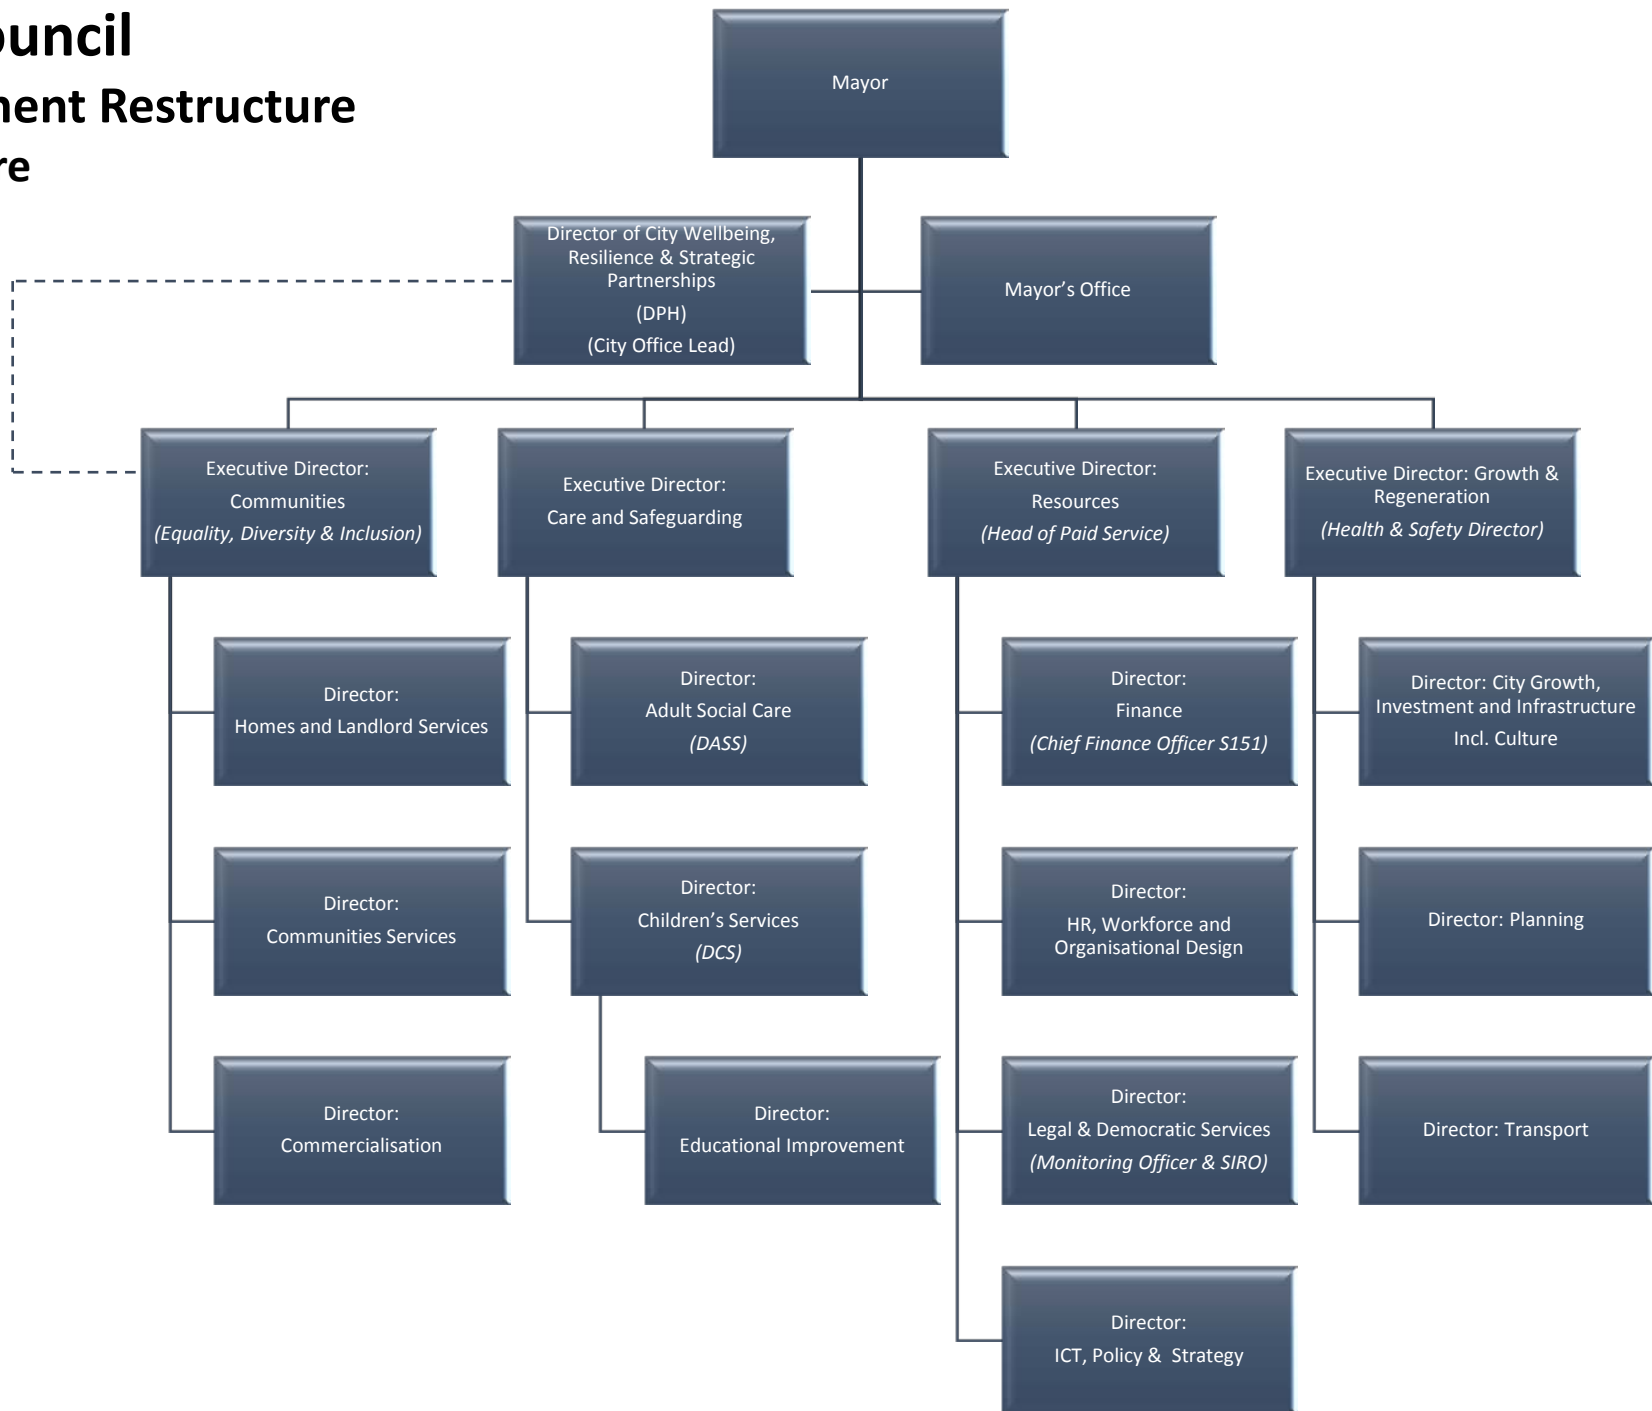 ouncil
nent Restructure
re
Mayor
Director of City Wellbeing,
Resilience & Strategic
Partnerships
(DPH)
(City Office Lead)
Mayor’s Office
Executive Director:
Communities
(Equality, Diversity & Inclusion)
Executive Director:
Care and Safeguarding
Executive Director:
Resources
(Head of Paid Service)
Executive Director: Growth &
Regeneration
(Health & Safety Director)
Director:
Homes and Landlord Services
Director:
Adult Social Care
(DASS)
Director:
Finance
(Chief Finance Officer S151)
Director: City Growth,
Investment and Infrastructure
Incl. Culture
Director:
Communities Services
Director:
Children’s Services
(DCS)
Director:
HR, Workforce and
Organisational Design
Director: Planning
Director:
Commercialisation
Director:
Educational Improvement
Director:
Legal & Democratic Services
(Monitoring Officer & SIRO)
Director: Transport
Director:
ICT, Policy & Strategy